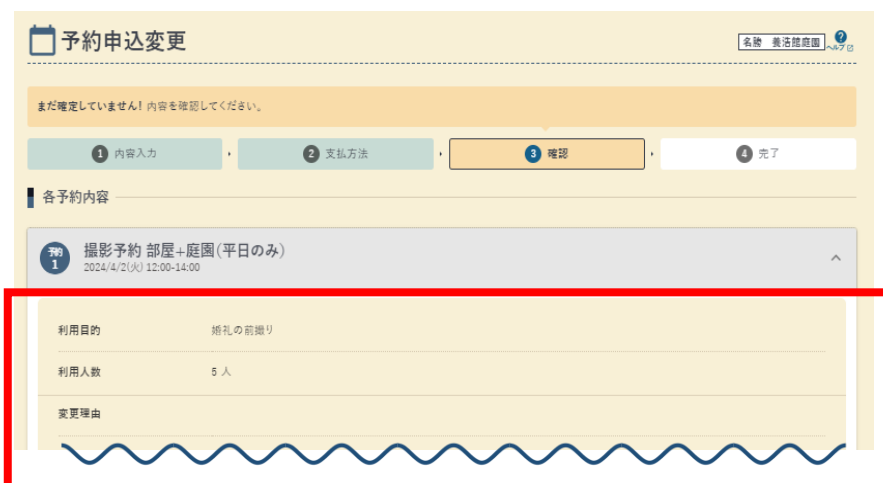 予約申込変更
名勝 養浩館庭園
?
ヘルプ
まだ確定していません! 内容を確認してください。
1 内容入力
2 支払方法
3 確認
4 完了
各予約内容
予約
1
撮影予約 部屋+庭園(平日のみ)
2024/4/2(火) 12:00-14:00
利用目的 婚礼の前撮り
利用人数 5 人
変更理由